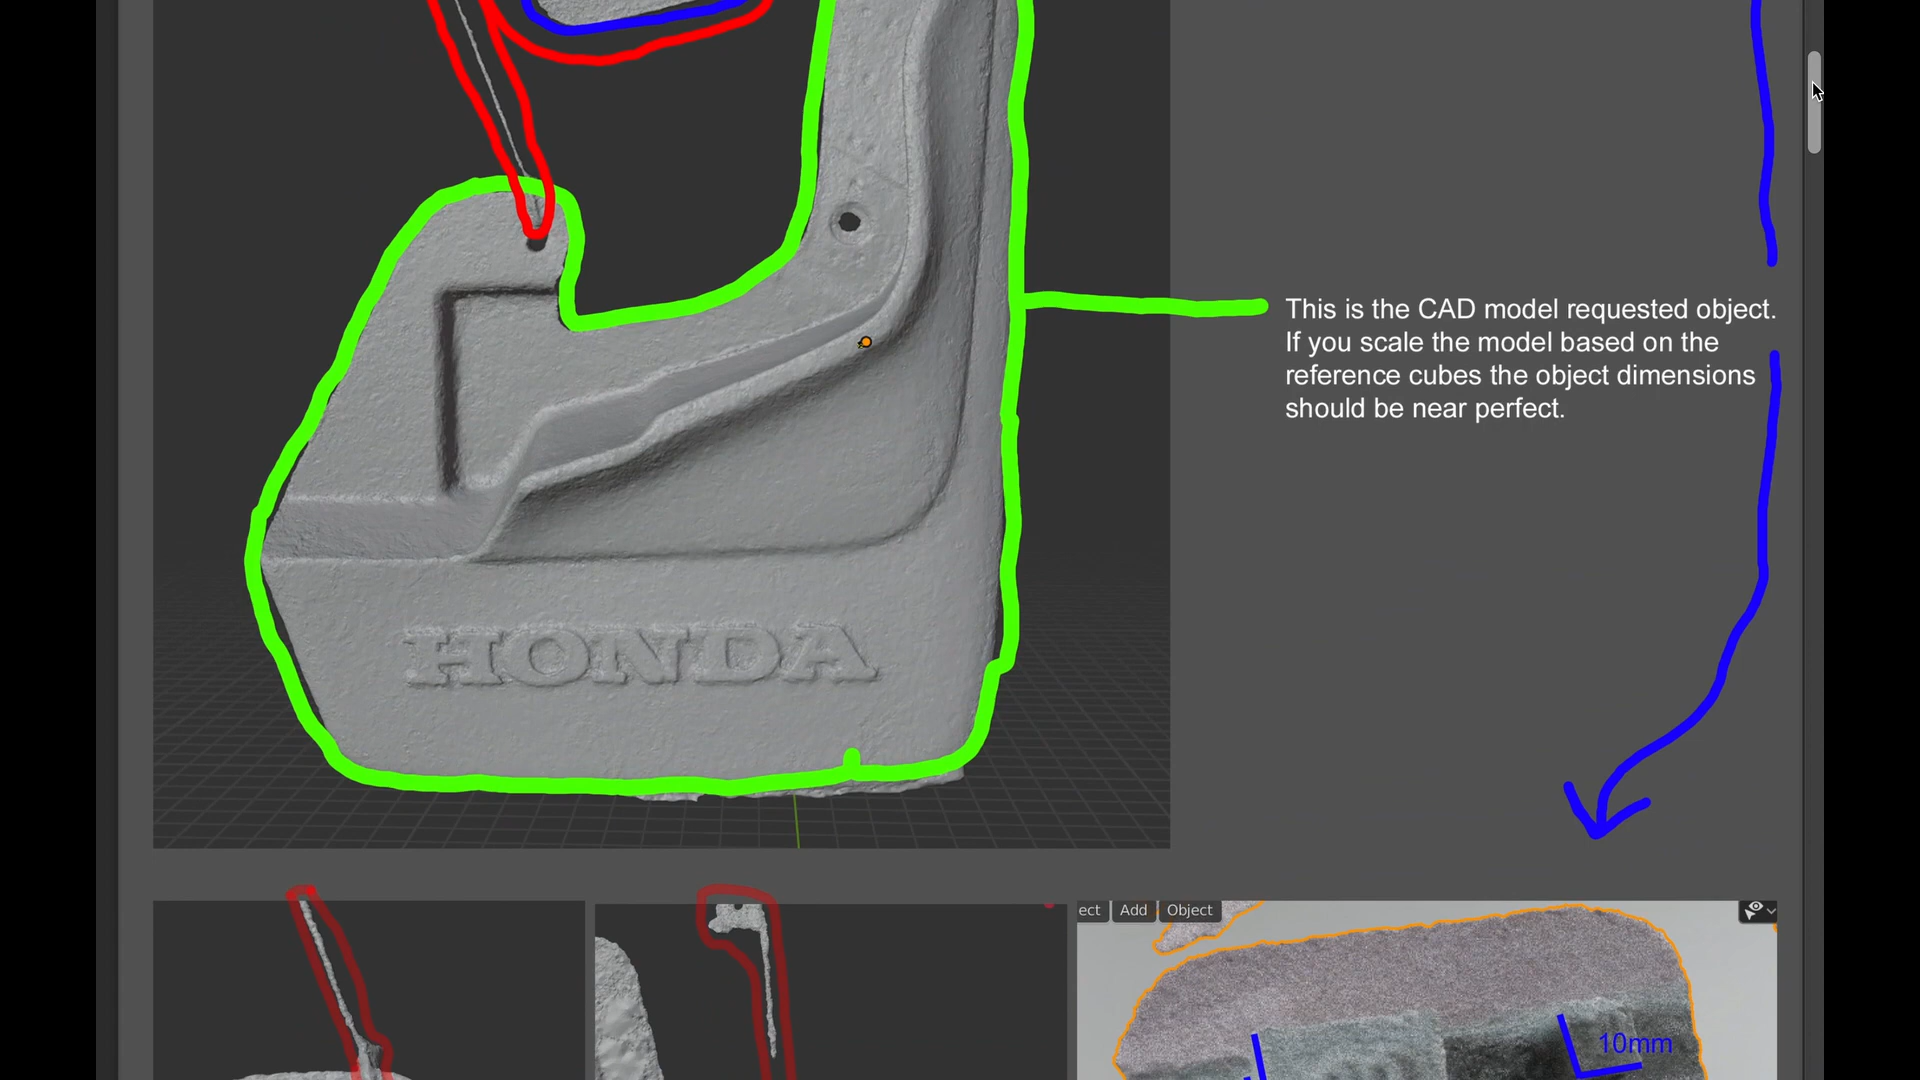 This is the CAD model requested object.
If you scale the model based on the
reference cubes the object dimensions
should be near perfect.
HONDA
ect Add Object
10mm